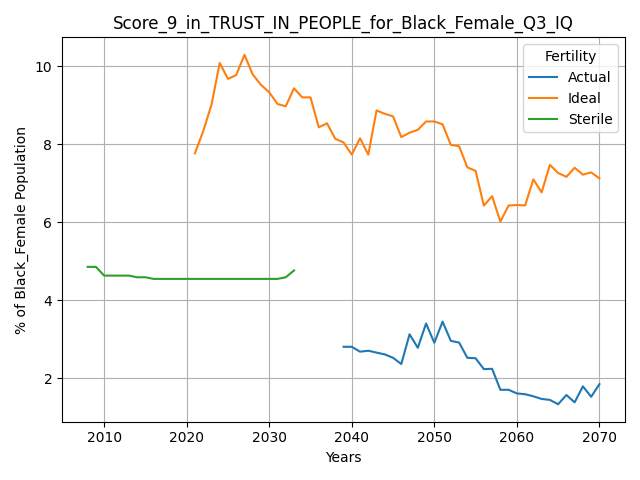 Score_9_in_TRUST_IN_PEOPLE_for_Black_Female_Q3_IQ
Fertility
Actual
Ideal
Sterile
% of Black_Female Population
10
8
6
4
2
2010 2020 2030 2040 2050 2060 2070
Years